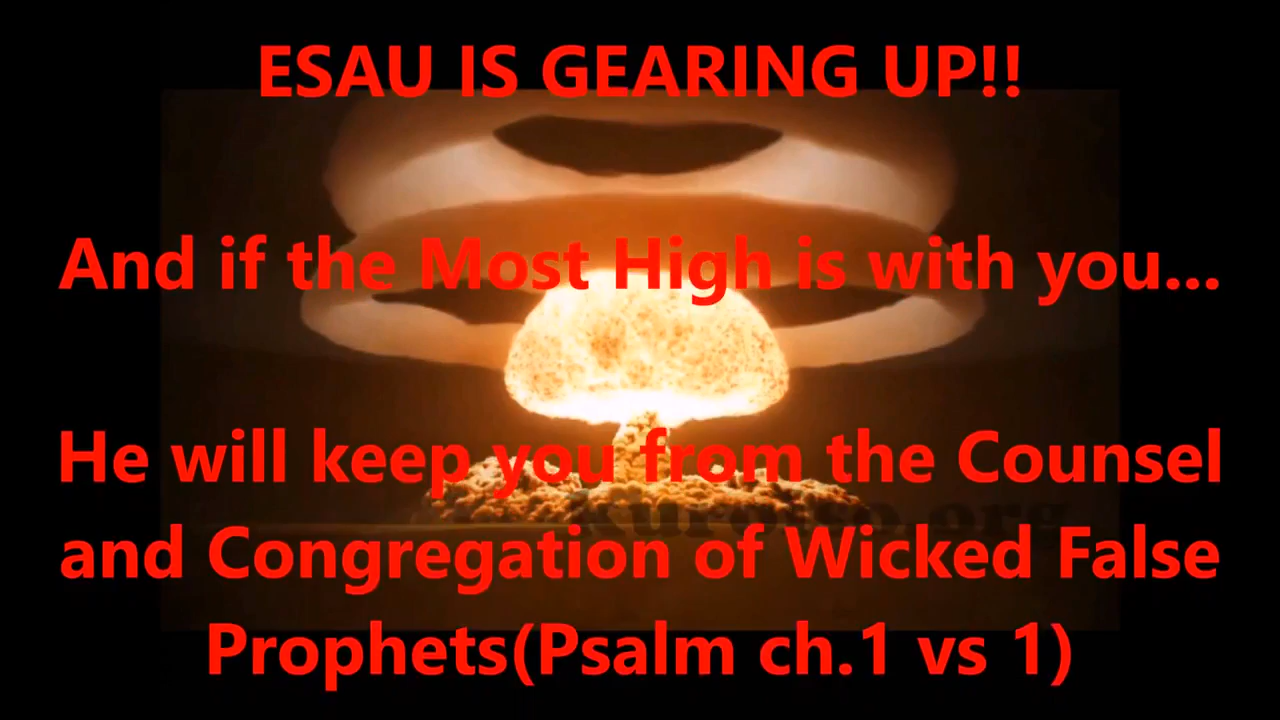 ESAU IS GEARING UP!!
And if the Most High is with you...
He will keep you from the Counsel
and Congregation of Wicked False
Prophets(Psalm ch.1 vs 1)